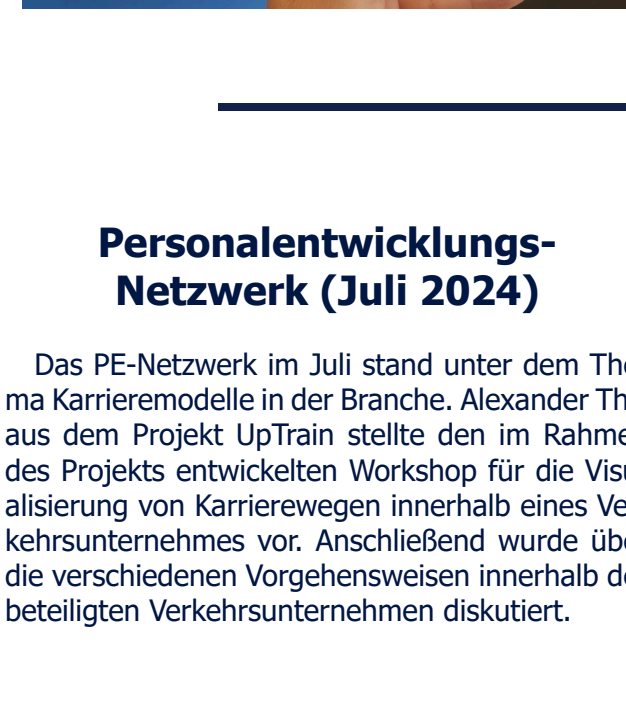 Personalentwicklungs-
Netzwerk (Juli 2024)
Das PE-Netzwerk im Juli stand unter dem The
ma Karrieremodelle in der Branche. Alexander Th
aus dem Projekt UpTrain stellte den im Rahme
des Projekts entwickelten Workshop für die Visu
alisierung von Karrierewegen innerhalb eines Ve
kehrsunternehmes vor. Anschließend wurde übe
die verschiedenen Vorgehensweisen innerhalb de
beteiligten Verkehrsunternehmen diskutiert.